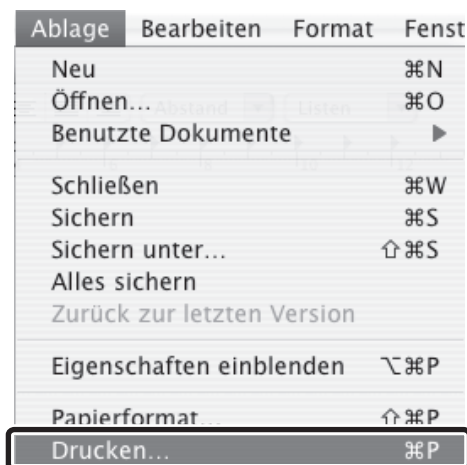 Ablage Bearbeiten Format Fenst
Neu ⌘N
Öffnen... ⌘O
Benutzte Dokumente ▶
Schließen ⌘W
Sichern ⌘S
Sichern unter... ⇧⌘S
Alles sichern
Zurück zur letzten Version
Eigenschaften einblenden ⌥⌘P
Papierformat... ⇧⌘P
Drucken... ⌘P